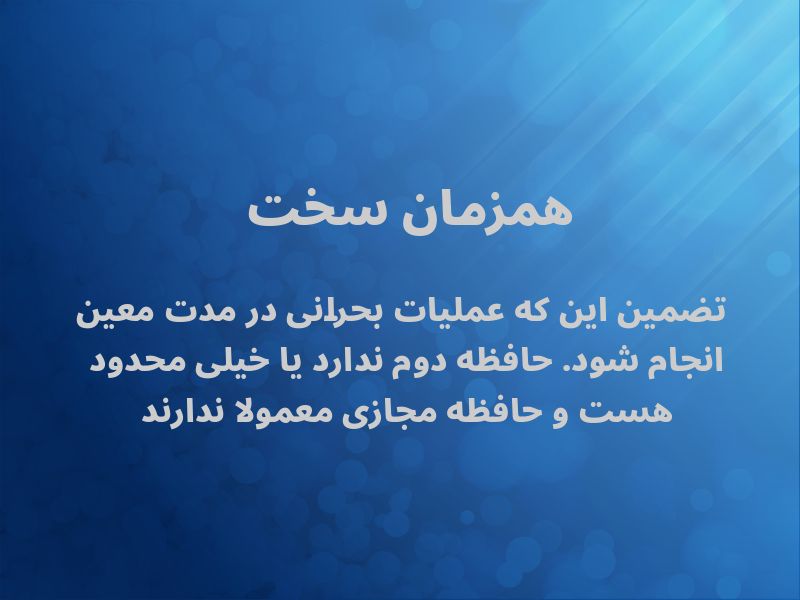 همزمان سخت
تضمین این که عملیات بحرانی در مدت معین
انجام شود. حافظه دوم ندارد یا خیلی محدود
هست و حافظه مجازی معمولا ندارند